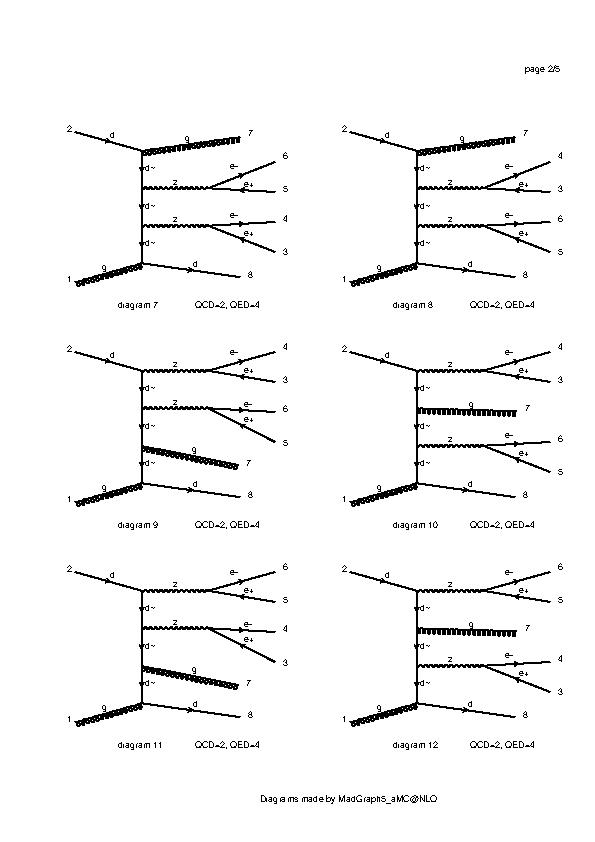 page 2/5
2 d g 7
d~ e- 6
z e+ 5
d~ e- 4
z e+ 3
d~
1 g d 8
diagram 7 QCD=2, QED=4
2 d g 7
d~ e- 4
z e+ 3
d~ e- 6
z e+ 5
d~
1 g d 8
diagram 8 QCD=2, QED=4
2 d z e- 4
e+ 3
d~ z e- 6
e+ 5
d~ g 7
d~
1 g d 8
diagram 9 QCD=2, QED=4
2 d z e- 4
e+ 3
d~ g 7
d~ z e- 6
e+ 5
d~
1 g d 8
diagram 10 QCD=2, QED=4
2 d z e- 6
e+ 5
d~ z e- 4
e+ 3
d~ g 7
d~
1 g d 8
diagram 11 QCD=2, QED=4
2 d z e- 6
e+ 5
d~ g 7
d~ z e- 4
e+ 3
d~
1 g d 8
diagram 12 QCD=2, QED=4
Diagrams made by MadGraph5_aMC@NLO